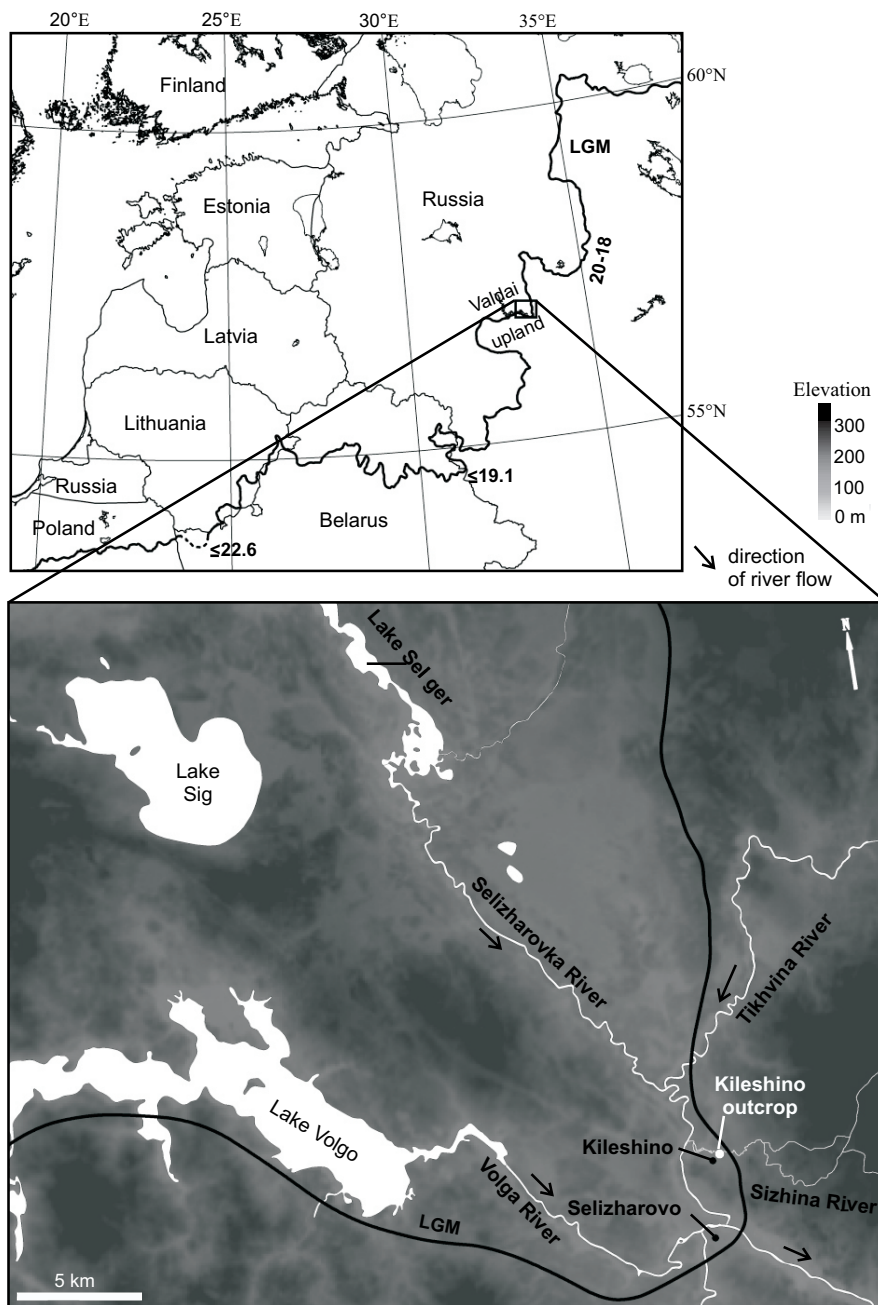 20°E 25°E 30°E 35°E
60°N
Finland
LGM
Estonia
Russia
20-18
Valdai
upland
Latvia
Elevation
300
200
100
0 m
55°N
Lithuania
Russia
≤19.1
Poland
Belarus
≤22.6
direction
of river flow
N
Lake Sel ger
Lake
Sig
Selizharovka River
Tikhvina River
Kileshino
outcrop
Lake Volgo
Kileshino
Volga River
Sizhina River
Selizharovo
LGM
5 km